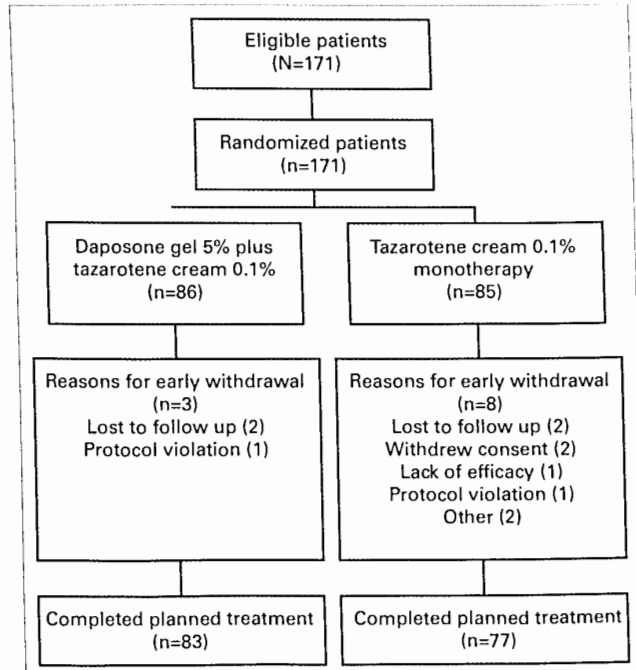 Eligible patients
(N=171)
Randomized patients
(n=171)
Daposone gel 5% plus
tazarotene cream 0.1%
(n=86)
Tazarotene cream 0.1%
monotherapy
(n=85)
Reasons for early withdrawal
(n=3)
Lost to follow up (2)
Protocol violation (1)
Reasons for early withdrawal
(n=8)
Lost to follow up (2)
Withdrew consent (2)
Lack of efficacy (1)
Protocol violation (1)
Other (2)
Completed planned treatment
(n=83)
Completed planned treatment
(n=77)